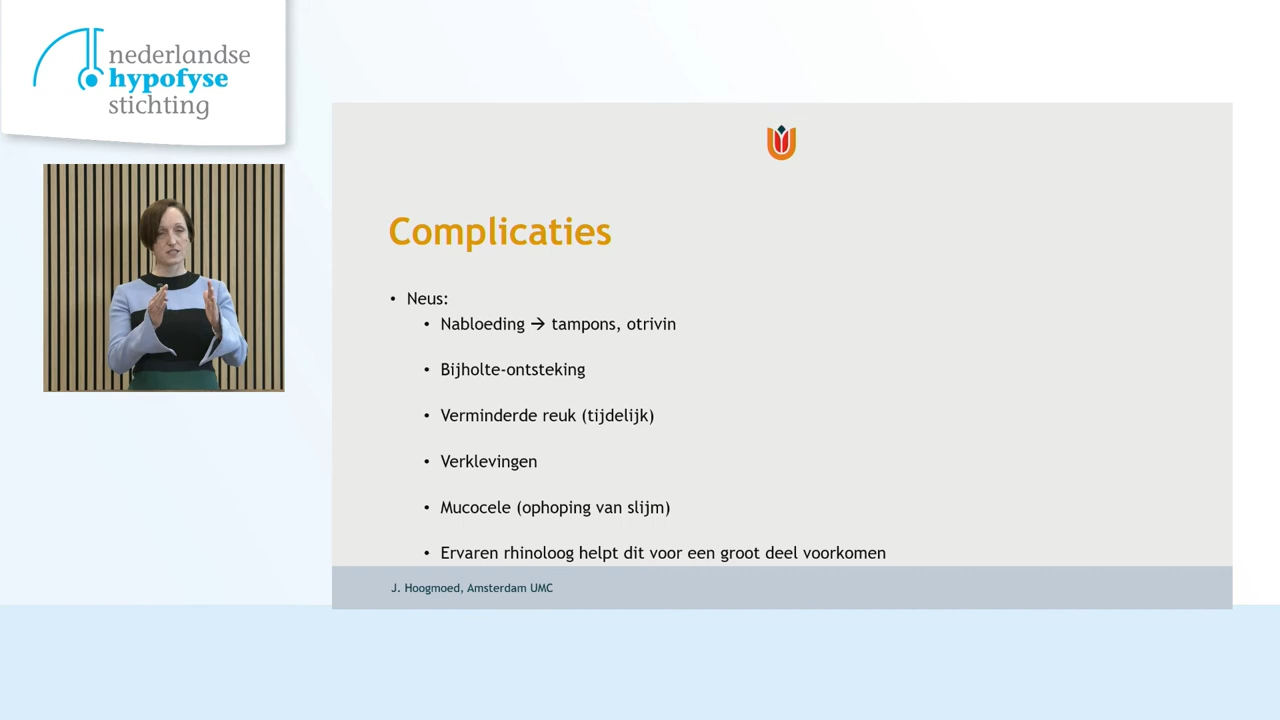 nederlandse
hypofyse
stichting
Complicaties
• Neus:
• Nabloeding → tampons, otrivin
• Bijholte-ontsteking
• Verminderde reuk (tijdelijk)
• Verklevingen
• Mucocele (ophoping van slijm)
• Ervaren rhinoloog helpt dit voor een groot deel voorkomen
J. Hoogmoed, Amsterdam UMC